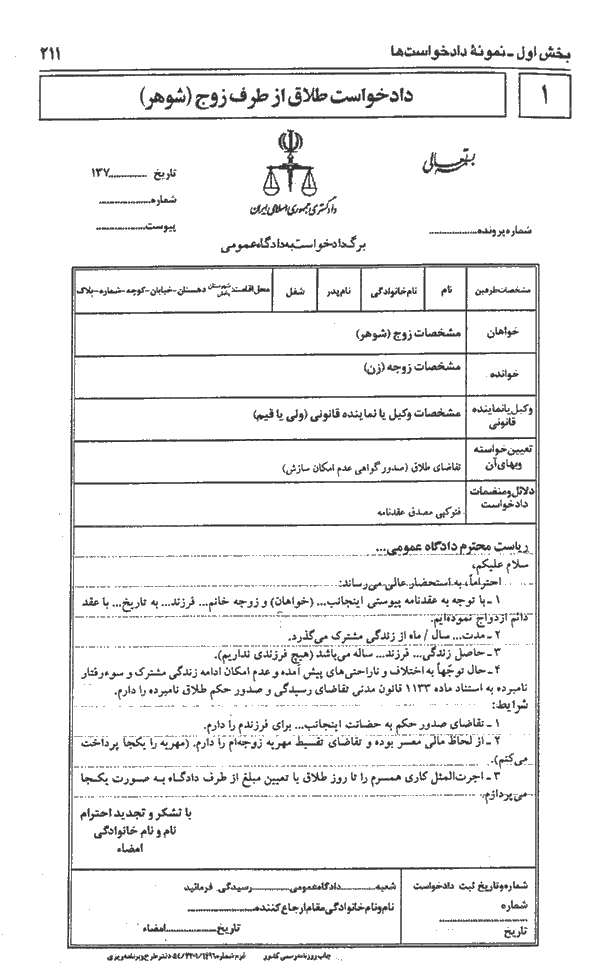 بخش اول ـ نمونهٔ دادخواست‌ها ۲۱۱
۱ دادخواست طلاق از طرف زوج (شوهر)
بسمه‌تعالی
دادگستری جمهوری اسلامی ایران
تاریخ ............. ۱۳۷
شماره....................
پیوست....................
شماره پرونده....................
برگ دادخواست به دادگاه عمومی
مشخصات طرفین نام نام خانوادگی نام پدر شغل محل اقامت: شهرستان بخش دهستان-خیابان-کوچه-شماره-پلاک
خواهان مشخصات زوج (شوهر)
خوانده مشخصات زوجه (زن)
وکیل یا نماینده قانونی مشخصات وکیل یا نماینده قانونی (ولی یا قیم)
تعیین خواسته وبهای آن تقاضای طلاق (صدور گواهی عدم امکان سازش)
دلائل ومنضمات دادخواست فتوکپی مصدق عقدنامه
ریاست محترم دادگاه عمومی...
سلام علیکم،
احتراماً، به استحضار عالی می‌رساند:
۱ ـ با توجه به عقدنامه پیوستی اینجانب... (خواهان) و زوجه خانم... فرزند... به تاریخ... با عقد
دائم ازدواج نموده‌ایم.
۲ ـ مدت... سال / ماه از زندگی مشترک می‌گذرد.
۳ ـ حاصل زندگی... فرزند... ساله می‌باشد (هیچ فرزندی نداریم).
۴ ـ حال توجّهاً به اختلاف و ناراحتی‌های پیش آمده و عدم امکان ادامه زندگی مشترک و سوء رفتار
نامبرده به استناد ماده ۱۱۳۳ قانون مدنی تقاضای رسیدگی و صدور حکم طلاق نامبرده را دارم.
شرایط:
۱ ـ تقاضای صدور حکم به حضانت اینجانب... برای فرزندم را دارم.
۲ ـ از لحاظ مالی معسر بوده و تقاضای تقسیط مهریه زوجه‌ام را دارم. (مهریه را یکجا پرداخت
می‌کنم).
۳ ـ اجرت‌المثل کاری همسرم را تا روز طلاق با تعیین مبلغ از طرف دادگاه به صورت یکجا
می‌پردازم.
با تشکر و تجدید احترام
نام و نام خانوادگی
امضاء
شماره وتاریخ ثبت دادخواست
شماره
....................
تاریخ
شعبه............دادگاه عمومی............رسیدگی. فرمائید
نام ونام خانوادگی مقام ارجاع کننده....................
تاریخ.................... امضاء
چاپ روزنامه رسمی کشور